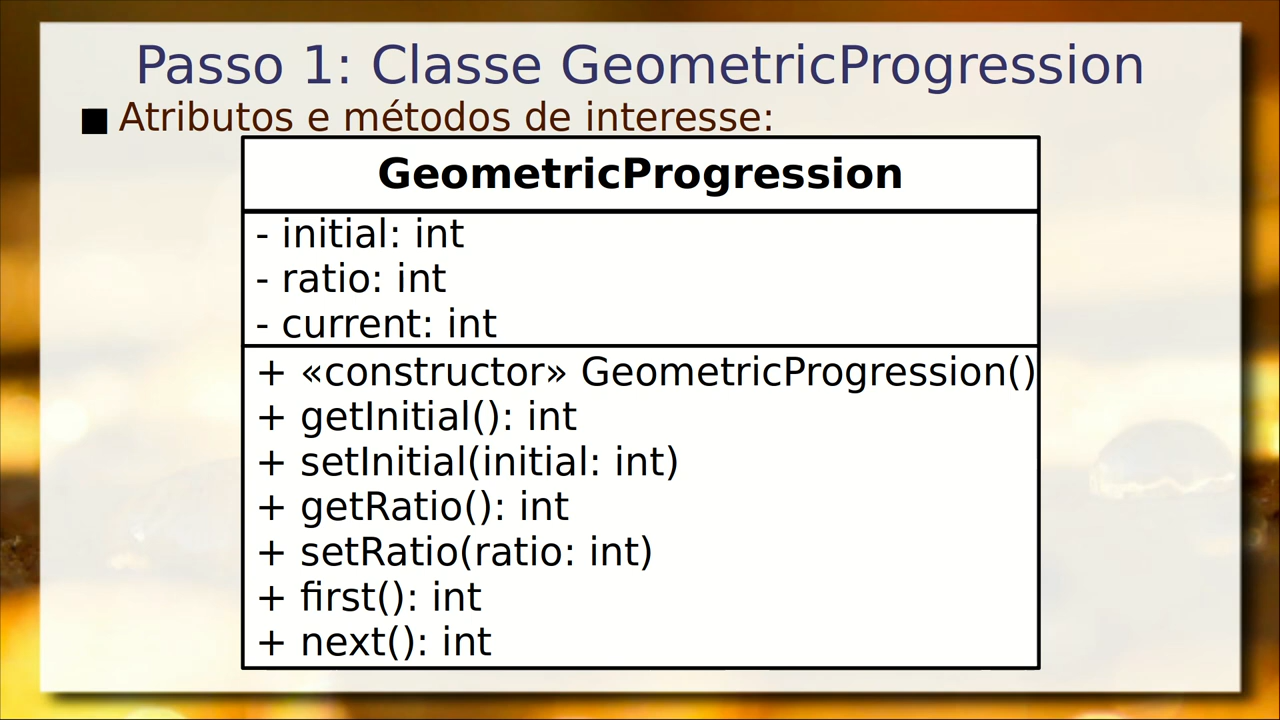 Passo 1: Classe GeometricProgression
■ Atributos e métodos de interesse:
GeometricProgression
- initial: int
- ratio: int
- current: int
+ «constructor» GeometricProgression()
+ getInitial(): int
+ setInitial(initial: int)
+ getRatio(): int
+ setRatio(ratio: int)
+ first(): int
+ next(): int